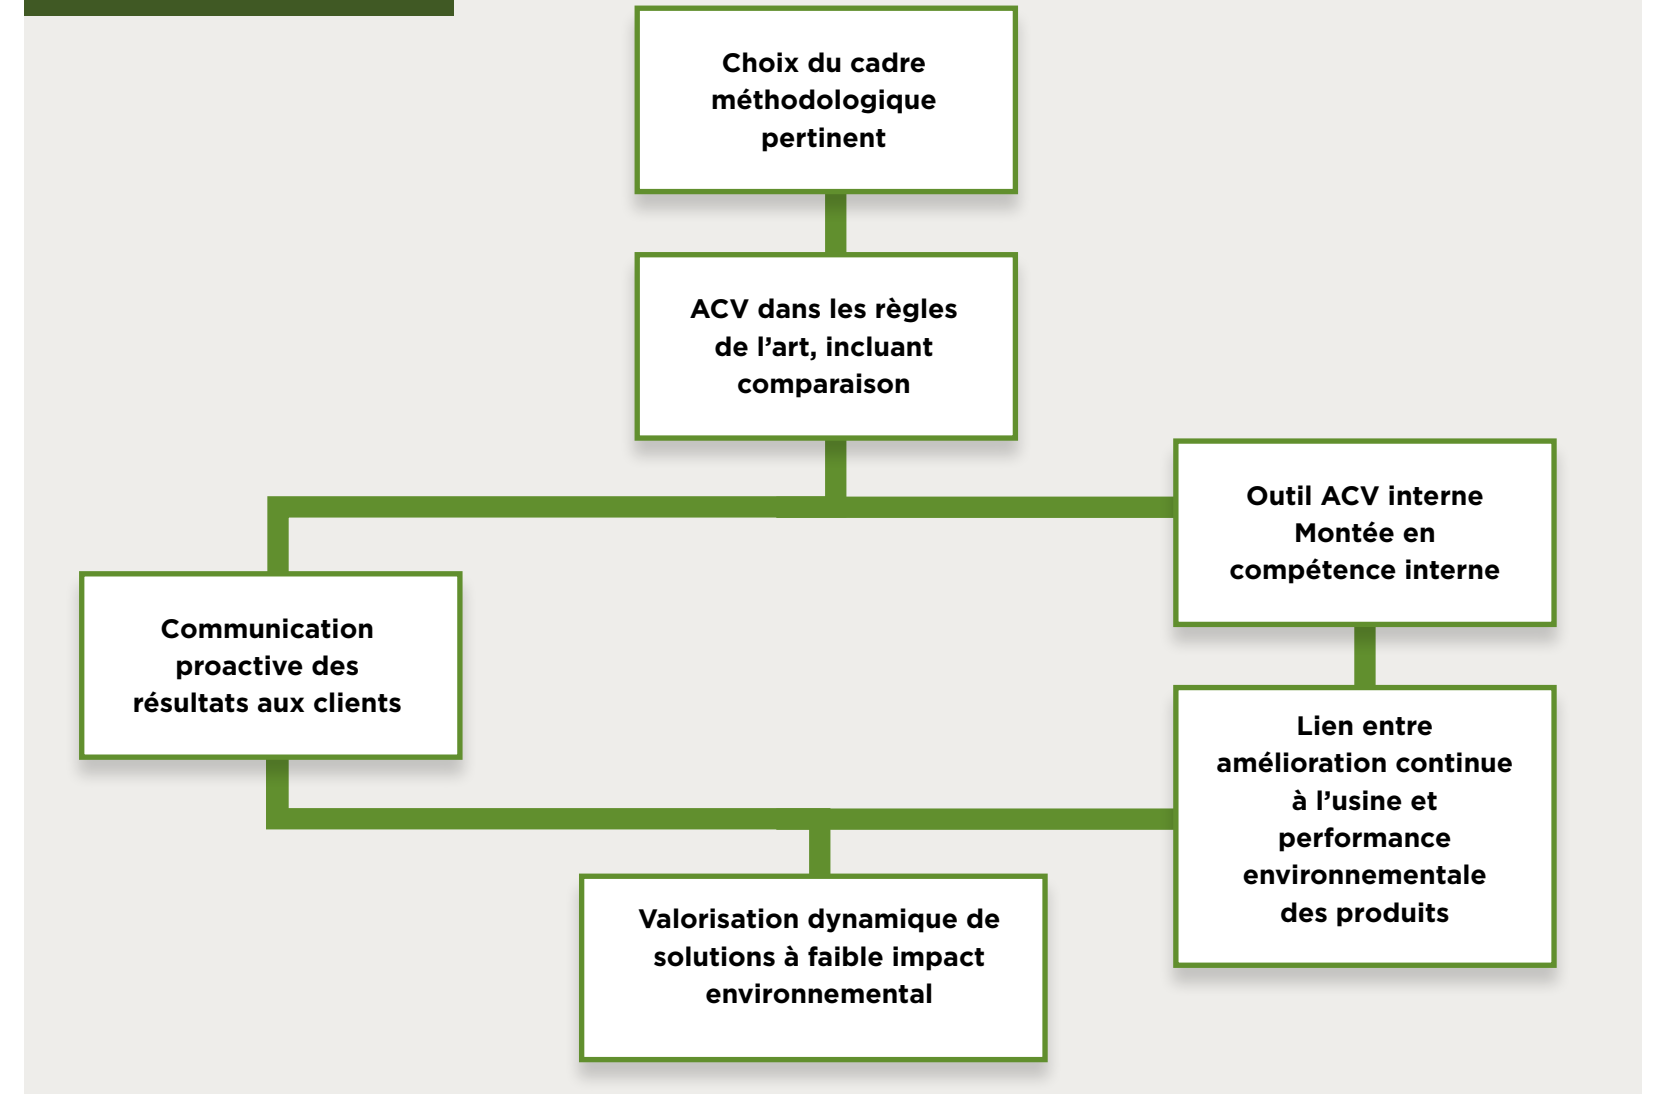 Choix du cadre
méthodologique
pertinent
ACV dans les règles
de l’art, incluant
comparaison
Outil ACV interne
Montée en
compétence interne
Communication
proactive des
résultats aux clients
Lien entre
amélioration continue
à l’usine et
performance
environnementale
des produits
Valorisation dynamique de
solutions à faible impact
environnemental